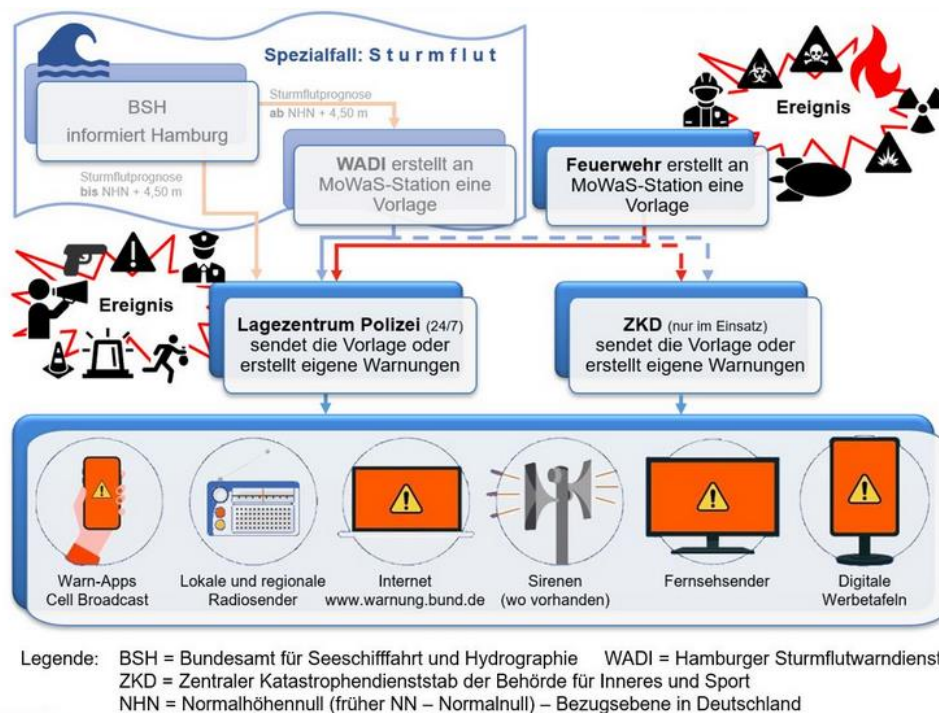 Spezialfall: Sturmflut
BSH
informiert Hamburg
Sturmflutprognose
ab NHN + 4,50 m
Sturmflutprognose
bis NHN + 4,50 m
WADI erstellt an
MoWaS-Station eine
Vorlage
Feuerwehr erstellt an
MoWaS-Station eine
Vorlage
Ereignis
Ereignis
Lagezentrum Polizei (24/7)
sendet die Vorlage oder
erstellt eigene Warnungen
ZKD (nur im Einsatz)
sendet die Vorlage oder
erstellt eigene Warnungen
Warn-Apps
Cell Broadcast
Lokale und regionale
Radiosender
Internet
www.warnung.bund.de
Sirenen
(wo vorhanden)
Fernsehsender
Digitale
Werbetafeln
Legende: BSH = Bundesamt für Seeschifffahrt und Hydrographie WADI = Hamburger Sturmflutwarndienst
ZKD = Zentraler Katastrophendienststab der Behörde für Inneres und Sport
NHN = Normalhöhennull (früher NN – Normalnull) – Bezugsebene in Deutschland